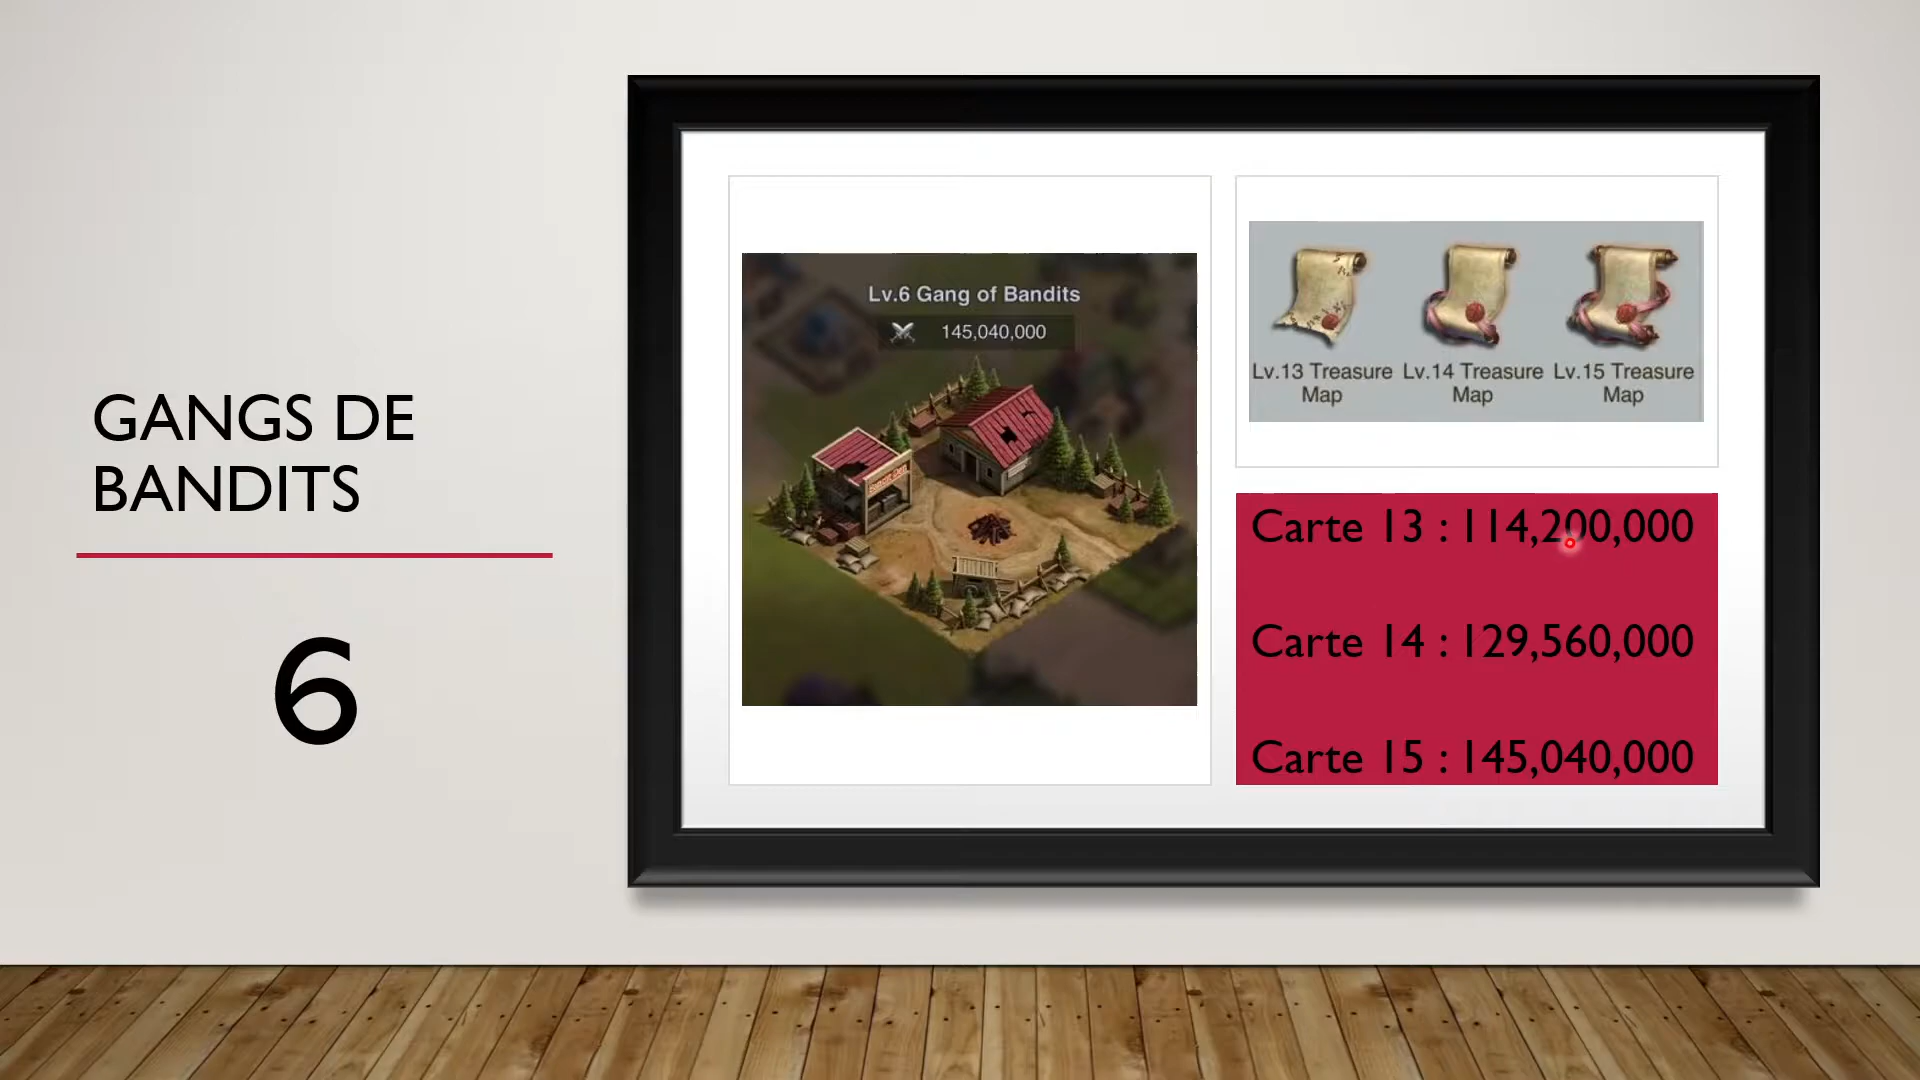 GANGS DE
BANDITS
6
Lv.6 Gang of Bandits
145,040,000
Lv.13 Treasure
Map
Lv.14 Treasure
Map
Lv.15 Treasure
Map
Carte 13 : 114,200,000
Carte 14 : 129,560,000
Carte 15 : 145,040,000